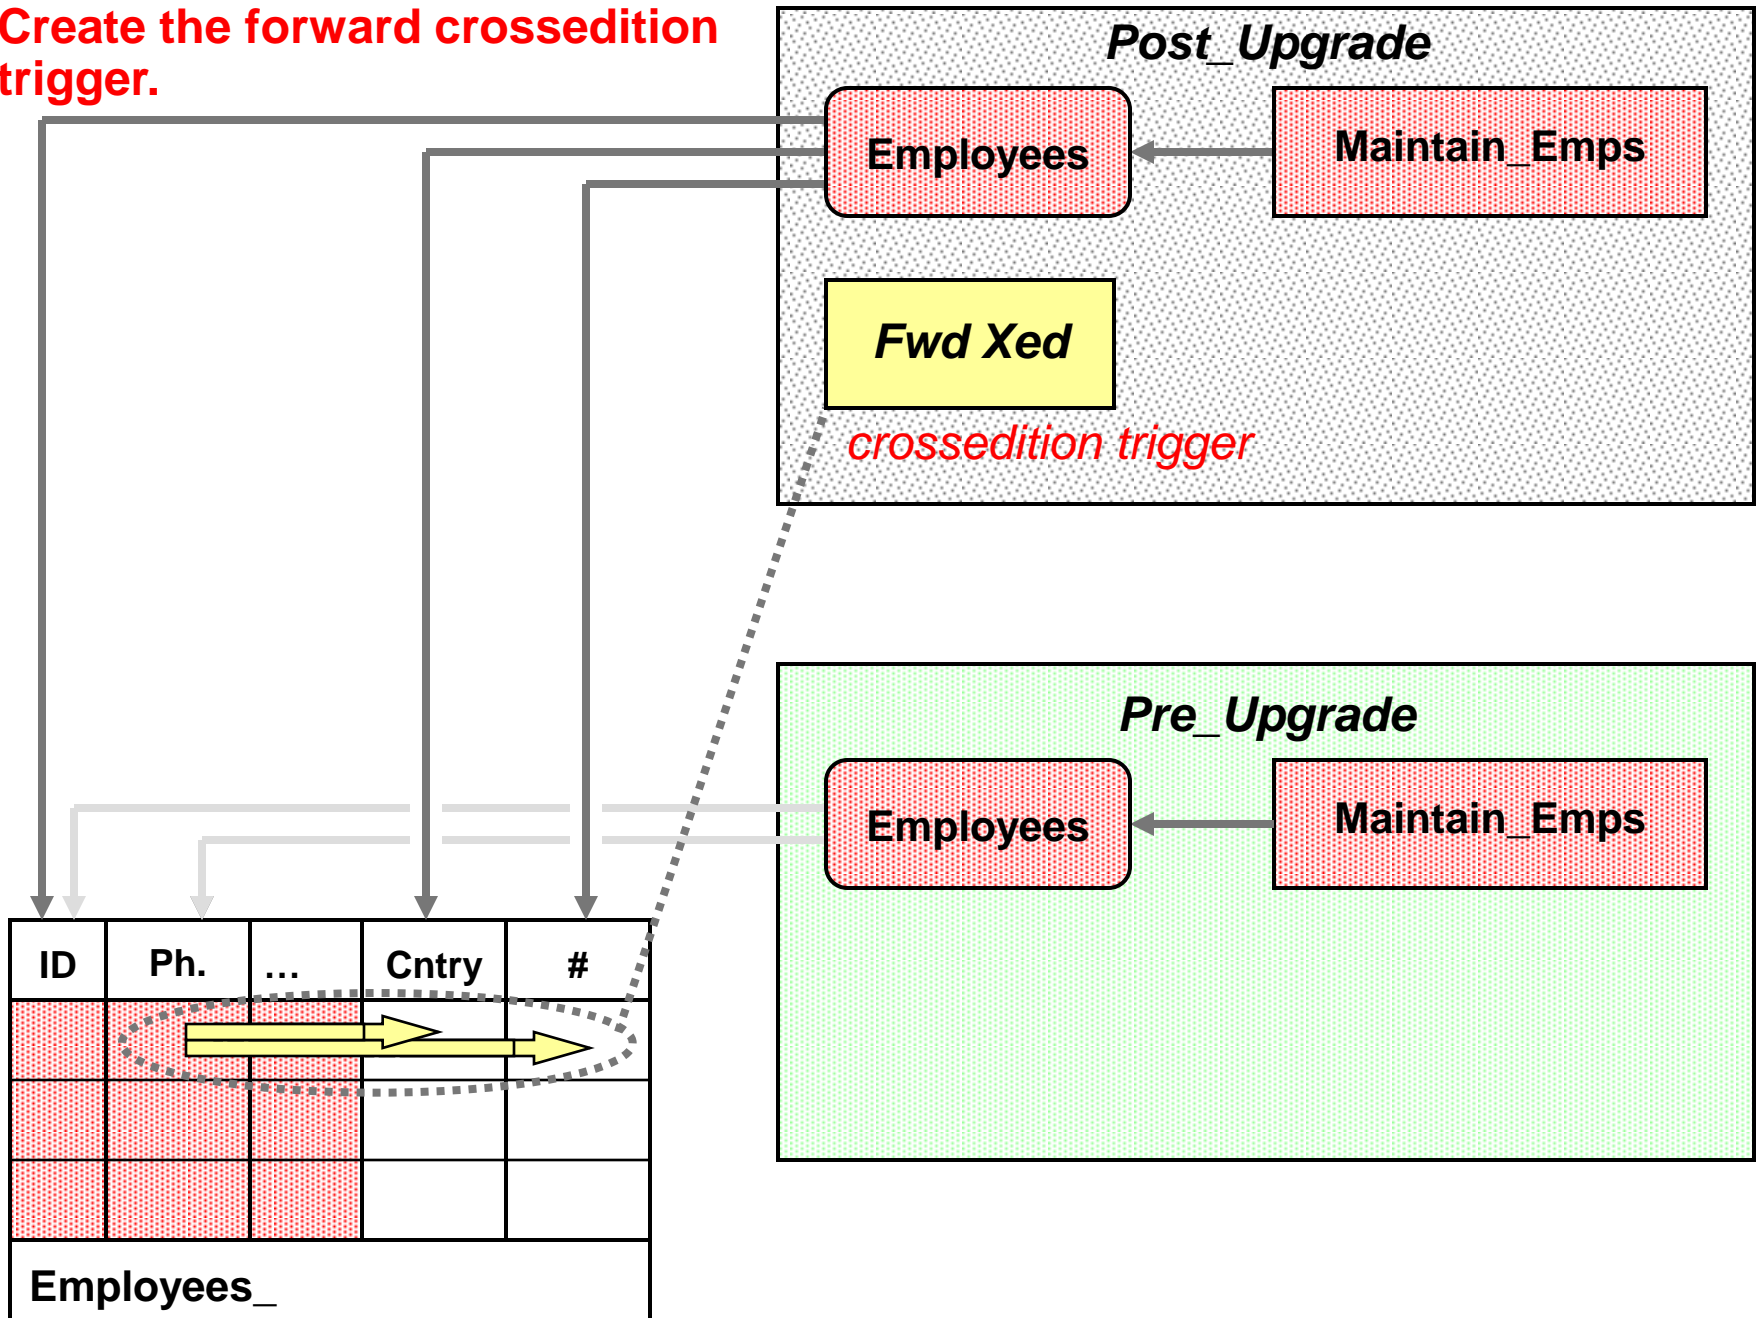 Create the forward crossedition
trigger.
Post_Upgrade
Employees
Maintain_Emps
Fwd Xed
crossedition trigger
Pre_Upgrade
Employees
Maintain_Emps
ID Ph. … Cntry #
Employees_